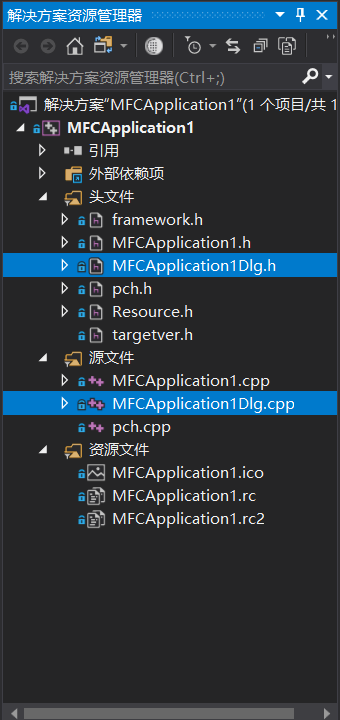 解决方案资源管理器
搜索解决方案资源管理器(Ctrl+;)
解决方案“MFCApplication1”(1 个项目/共 1
MFCApplication1
引用
外部依赖项
头文件
framework.h
MFCApplication1.h
MFCApplication1Dlg.h
pch.h
Resource.h
targetver.h
源文件
MFCApplication1.cpp
MFCApplication1Dlg.cpp
pch.cpp
资源文件
MFCApplication1.ico
MFCApplication1.rc
MFCApplication1.rc2